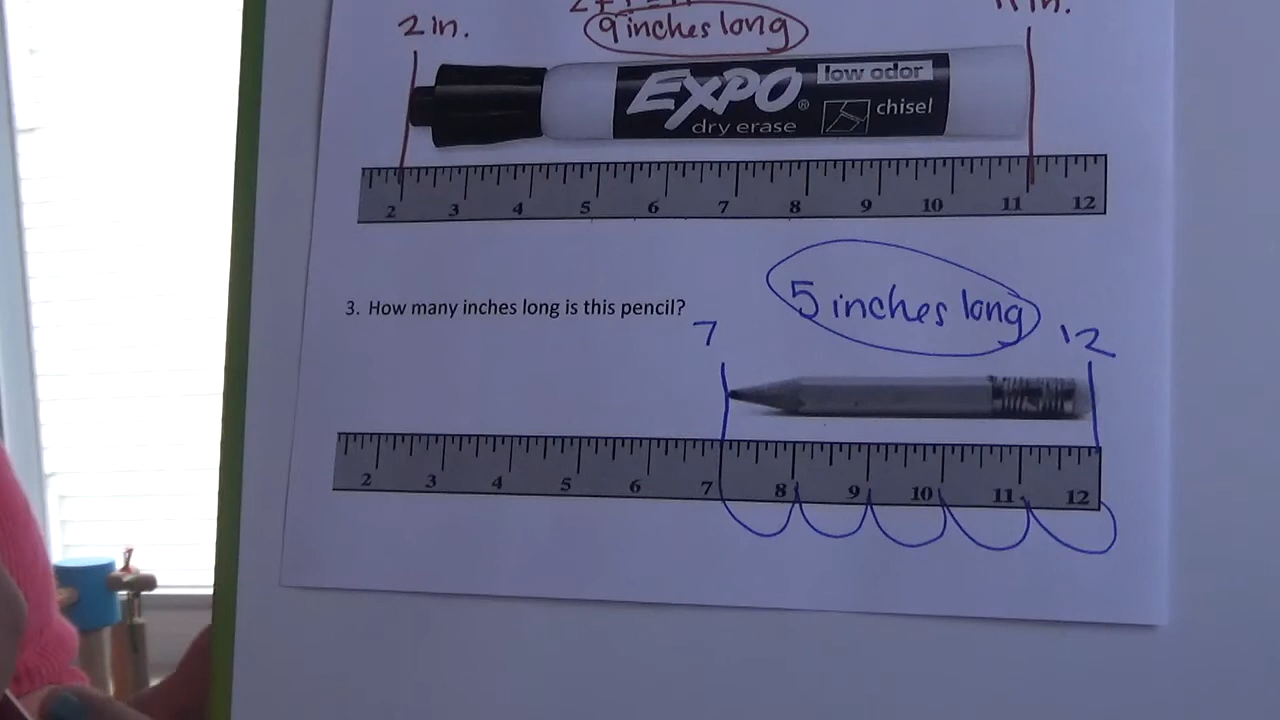 2 in.
9 inches long
EXPO®
dry erase
low odor
chisel
2 3 4 5 6 7 8 9 10 11 12
3. How many inches long is this pencil?
5 inches long
7
12
2 3 4 5 6 7 8 9 10 11 12